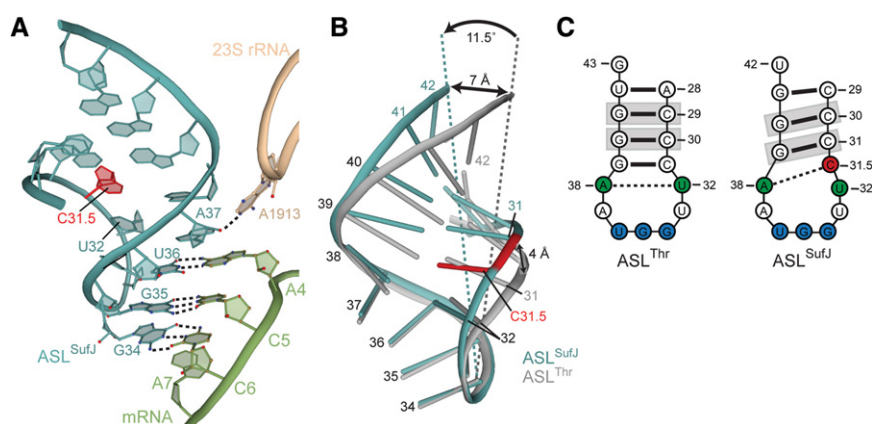 A
23S rRNA
C31.5
U32
A37
A1913
U36
A4
G35
C5
ASL^SufJ
G34
A7
C6
mRNA
B
11.5°
7 Å
42
41
40
42
39
31
38
4 Å
31
C31.5
37
32
36
35
34
ASL^SufJ
ASL^Thr
C
43 G
U A 28
G C 29
G C 30
G C
38 A U 32
A U
U G G
ASL^Thr
42 U
G C 29
G C 30
G C 31
C 31.5
38 A U 32
A U
U G G
ASL^SufJ